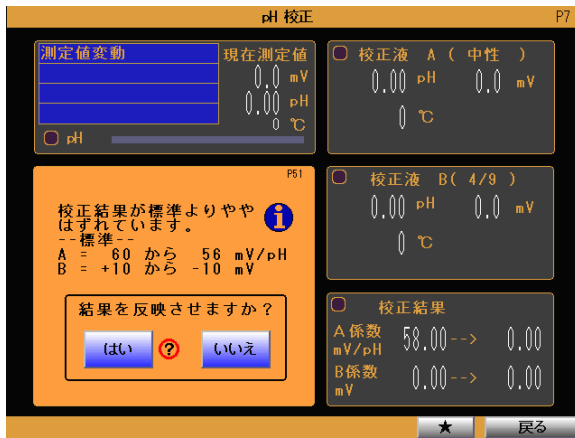 pH 校正
P7
測定値変動
現在測定値
0.0 mV
0.00 pH
0 ℃
pH
校正液 A ( 中性 )
0.00 pH 0.0 mV
0 ℃
P51
校正結果が標準よりやや
はずれています。
--標準--
A = 60 から 56 mV/pH
B = +10 から -10 mV
結果を反映させますか?
はい ? いいえ
校正液 B( 4/9 )
0.00 pH 0.0 mV
0 ℃
校正結果
A係数
mV/pH 58.00--> 0.00
B係数
mV 0.00--> 0.00
★ 戻る